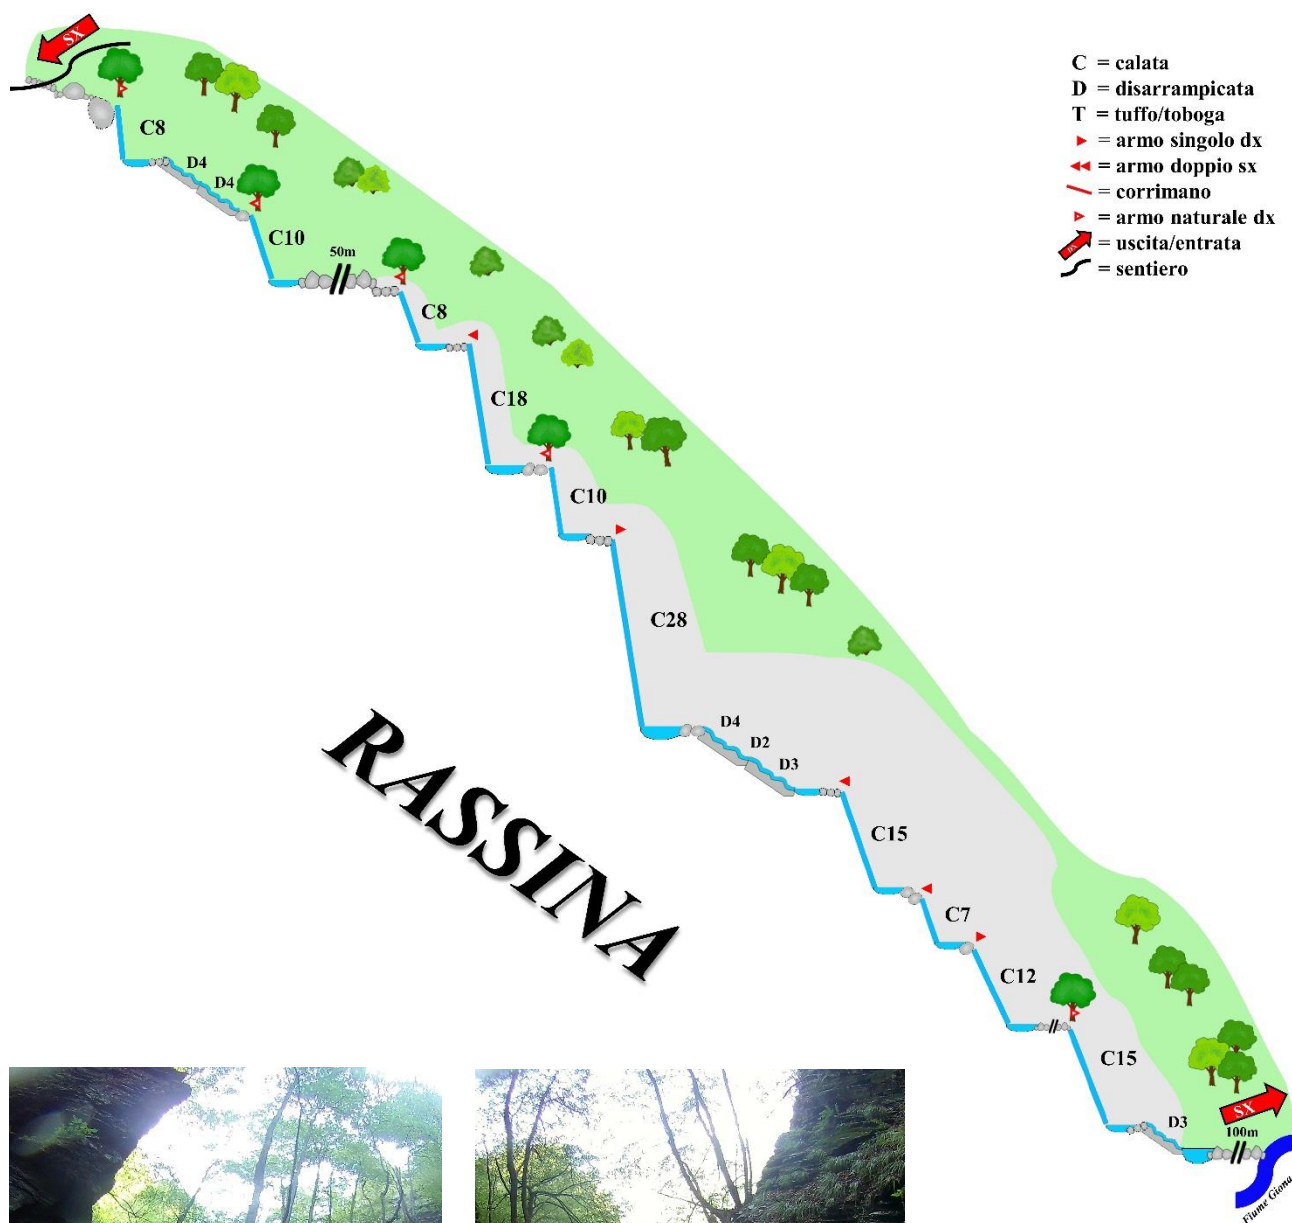 SX
C = calata
D = disarrampicata
T = tuffo/toboga
= armo singolo dx
= armo doppio sx
= corrimano
= armo naturale dx
DX = uscita/entrata
= sentiero
C8
D4
D4
C10
50m
C8
C18
C10
C28
D4
D2
D3
C15
C7
C12
C15
D3
RASSINA
SX
100m
Fiume Giona